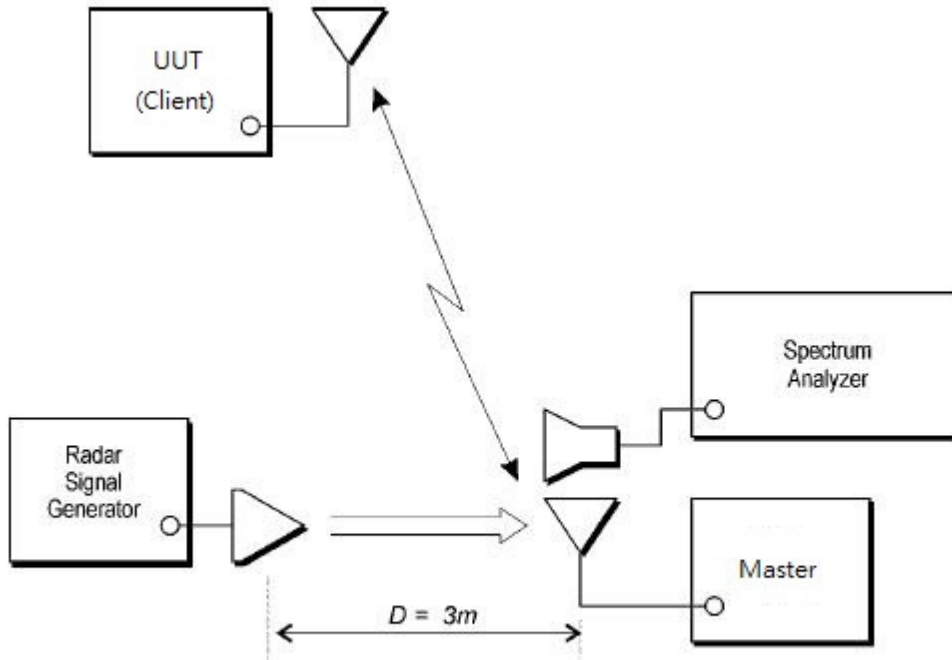 UUT
(Client)
Spectrum
Analyzer
Radar
Signal
Generator
Master
D = 3m